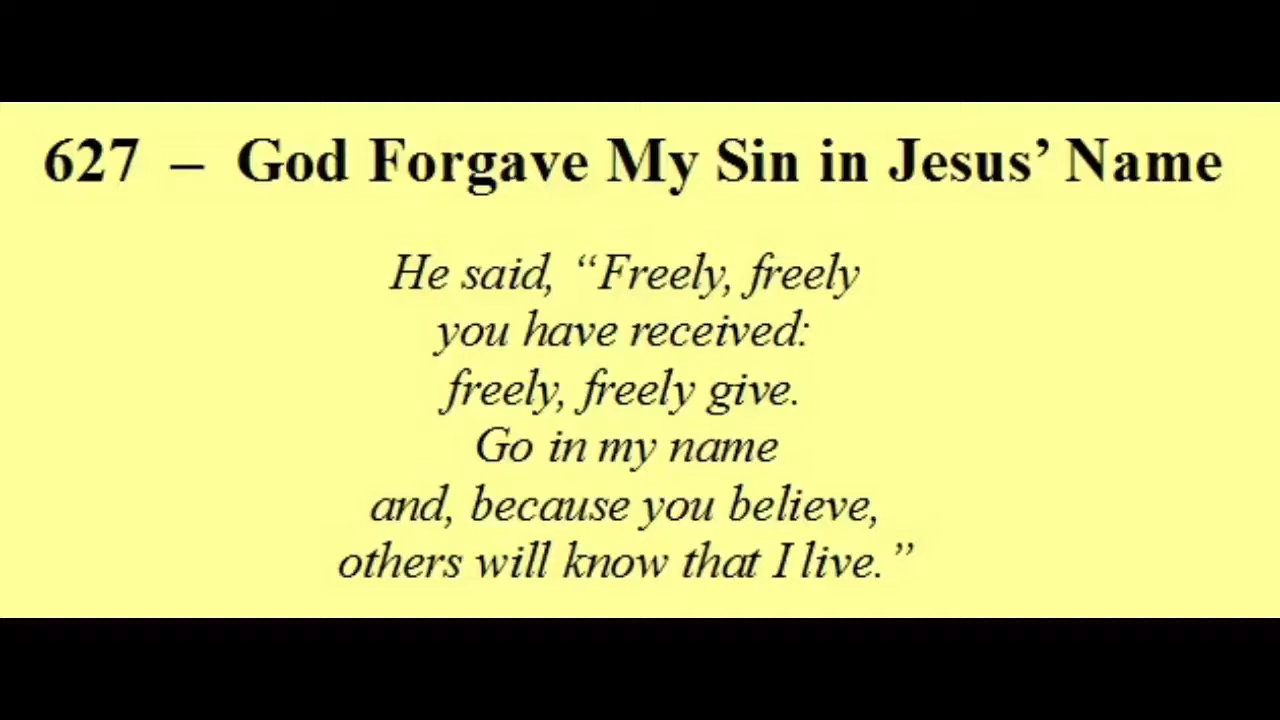 627 – God Forgave My Sin in Jesus’ Name
He said, “Freely, freely
you have received:
freely, freely give.
Go in my name
and, because you believe,
others will know that I live.”